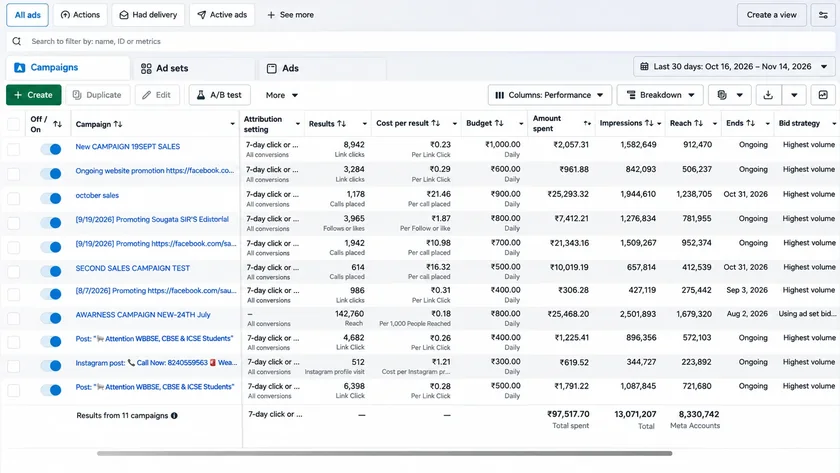 All ads
Actions
Had delivery
Active ads
+ See more
Create a view
Search to filter by: name, ID or metrics
Campaigns
Ad sets
Ads
Last 30 days: Oct 16, 2026 – Nov 14, 2026
+ Create
Duplicate
Edit
A/B test
More
Columns: Performance
Breakdown
Off / On
Campaign
Attribution setting
Results
Cost per result
Budget
Amount spent
Impressions
Reach
Ends
Bid strategy
New CAMPAIGN 19SEPT SALES 7-day click or ... 8,942 ₹0.23 ₹1,000.00 ₹2,057.31 1,582,649 912,470 Ongoing Highest volume
All conversions Link clicks Per Link Click Daily
Ongoing website promotion https://facebook.co... 7-day click or ... 3,284 ₹0.29 ₹600.00 ₹961.88 842,093 506,237 Ongoing Highest volume
All conversions Link clicks Per Link Click Daily
october sales 7-day click or ... 1,178 ₹21.46 ₹900.00 ₹25,293.32 1,944,610 1,238,705 Oct 31, 2026 Highest volume
All conversions Calls placed Per call placed Daily
[9/19/2026] Promoting Sougata SIR'S Editorial 7-day click or ... 3,965 ₹1.87 ₹800.00 ₹7,412.21 1,276,834 781,955 Ongoing Highest volume
All conversions Follows or likes Per Follow or ilke Daily
[9/19/2026] Promoting https://facebook.com/sa... 7-day click or ... 1,942 ₹10.98 ₹700.00 ₹21,343.16 1,509,267 952,374 Ongoing Highest volume
All conversions Calls placed Per call placed Daily
SECOND SALES CAMPAIGN TEST 7-day click or ... 614 ₹16.32 ₹500.00 ₹10,019.19 657,814 412,539 Oct 31, 2026 Highest volume
All conversions Calls placed Per call placed Daily
[8/7/2026] Promoting https://facebook.com/sau... 7-day click or ... 986 ₹0.31 ₹400.00 ₹306.28 427,119 275,442 Sep 3, 2026 Highest volume
All conversions Link clicks Per Link Click Daily
AWARNESS CAMPAIGN NEW-24TH July 7-day click or ... – 142,760 ₹0.18 ₹800.00 ₹25,468.20 2,501,893 1,679,320 Aug 2, 2026 Using ad set bid...
All conversions Reach Per 1,000 People Reached Daily
Post: "Attention WBBSE, CBSE & ICSE Students" 7-day click or ... 4,682 ₹0.26 ₹400.00 ₹1,225.41 896,356 572,103 Ongoing Highest volume
All conversions Link Click Per Link Click Daily
Instagram post: 📞 Call Now: 8240559563 Wea... 7-day click or ... 512 ₹1.21 ₹300.00 ₹619.52 344,727 223,892 Ongoing Highest volume
All conversions Instagram profile visit Cost per Instagram pr... Daily
Post: "Attention WBBSE, CBSE & ICSE Students" 7-day click or ... 6,398 ₹0.28 ₹500.00 ₹1,791.22 1,087,845 721,680 Ongoing Highest volume
All conversions Link Click Per Link Click Daily
Results from 11 campaigns 7-day click or ... — — ₹97,517.70 13,071,207 8,330,742
Total spent Total Meta Accounts